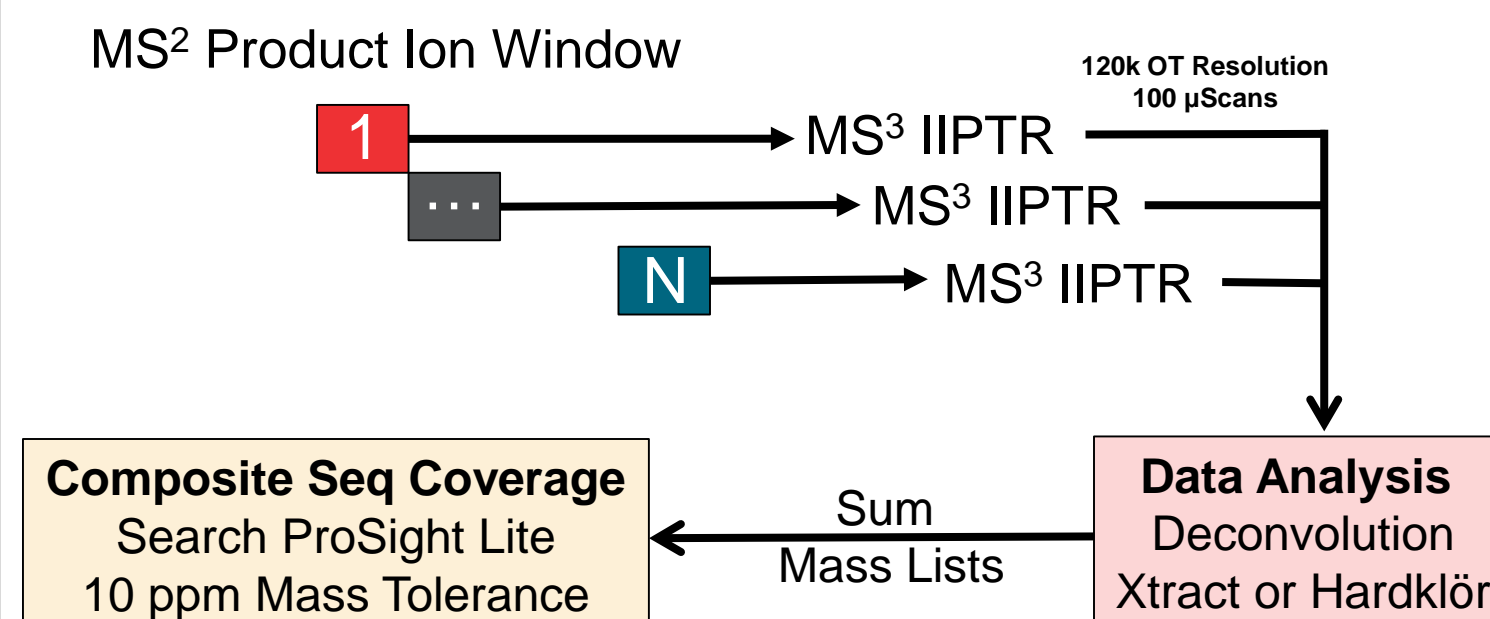 MS² Product Ion Window
120k OT Resolution
100 µScans
1
MS³ IIPTR
...
MS³ IIPTR
N
MS³ IIPTR
Composite Seq Coverage
Search ProSight Lite
10 ppm Mass Tolerance
Sum
Mass Lists
Data Analysis
Deconvolution
Xtract or Hardklör